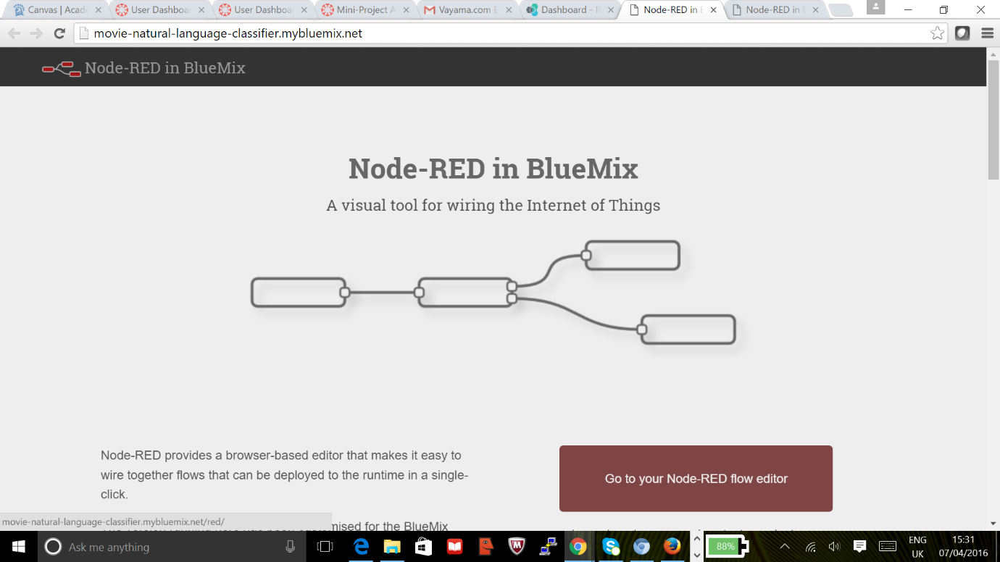 Canvas | Acad
User Dashboa
User Dashboa
Mini-Project A
Vayama.com E
Dashboard - I
Node-RED in
Node-RED in
movie-natural-language-classifier.mybluemix.net
Node-RED in BlueMix
Node-RED in BlueMix
A visual tool for wiring the Internet of Things
Node-RED provides a browser-based editor that makes it easy to
wire together flows that can be deployed to the runtime in a single-
click.
Go to your Node-RED flow editor
mised for the BlueMix
movie-natural-language-classifier.mybluemix.net/red/
Ask me anything
88%
ENG
UK
15:31
07/04/2016